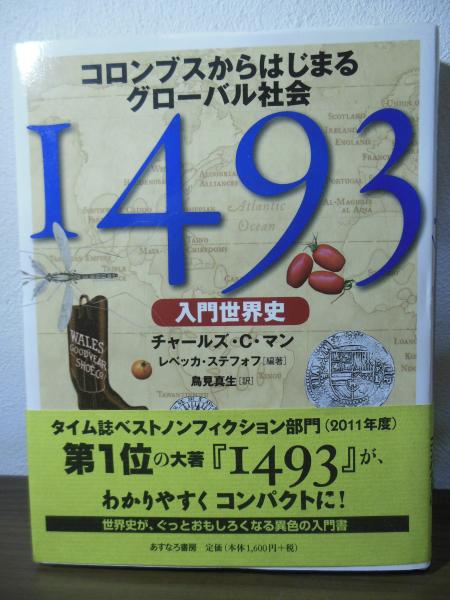 コロンブスからはじまる
グローバル社会
1493
Atlantic
Ocean
入門世界史
チャールズ・C・マン
レベッカ・ステフォフ[編著]
鳥見真生[訳]
WALES
GOODYEAR
SHOE CO.
タイム誌ベストノンフィクション部門(2011年度)
第1位の大著『1493』が、
わかりやすくコンパクトに!
世界史が、ぐっとおもしろくなる異色の入門書
あすなろ書房 定価(本体1,600円+税)